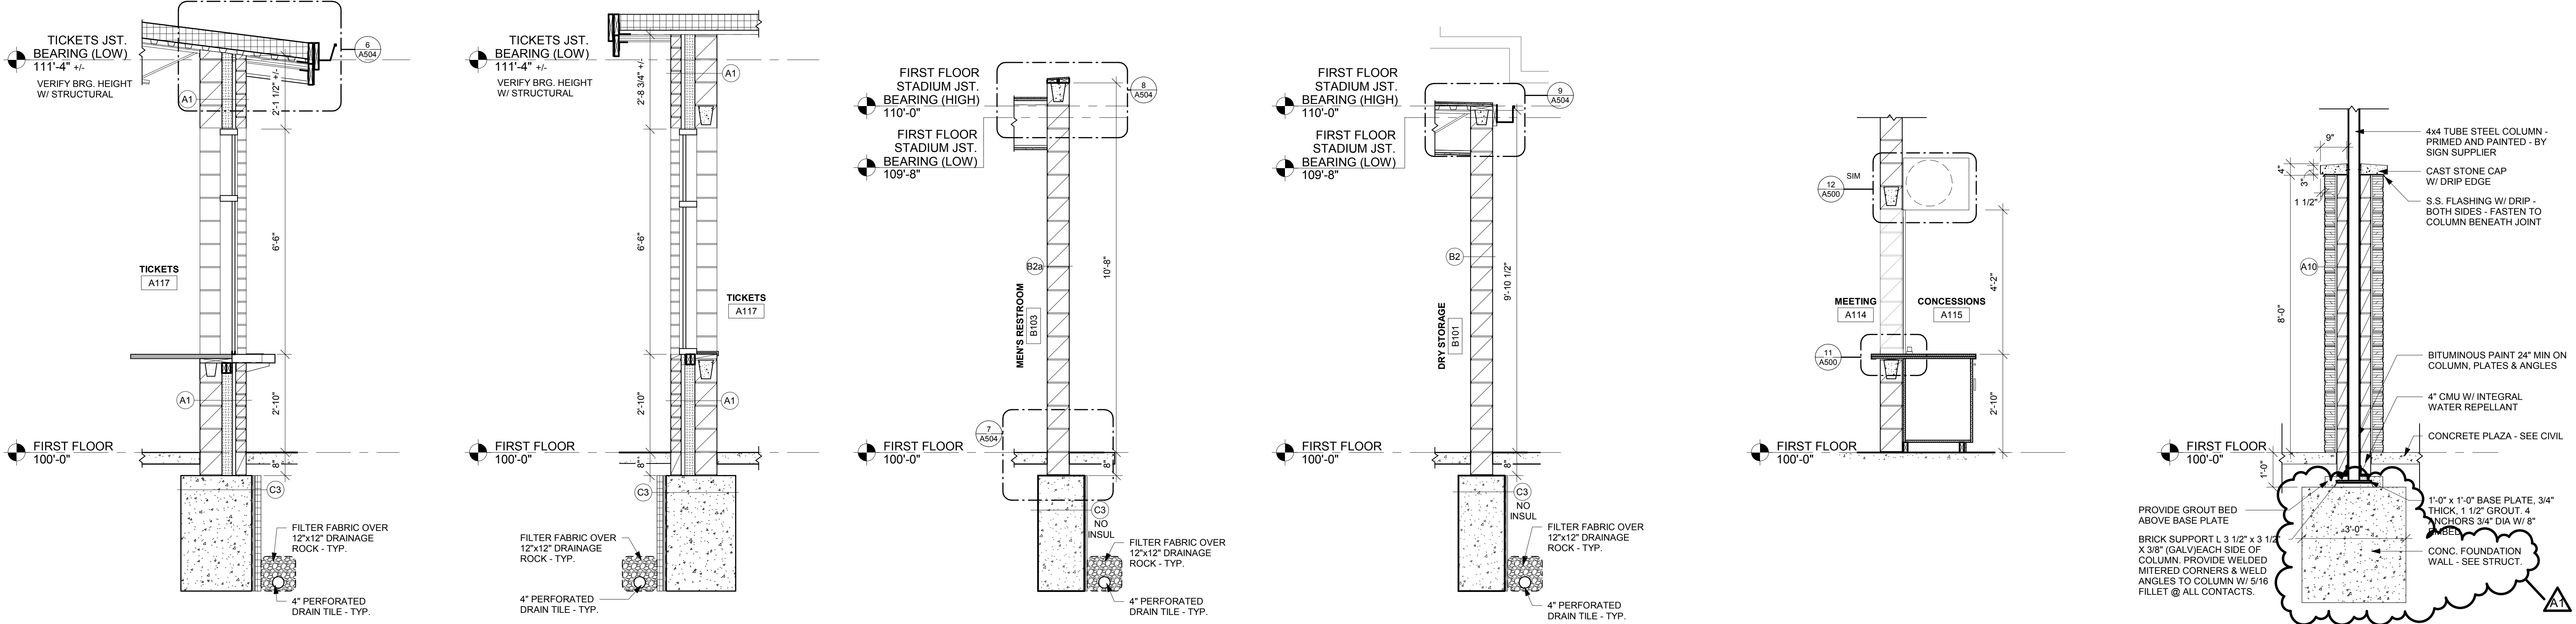 TICKETS JST.
BEARING (LOW)
111'-4" +/-
VERIFY BRG. HEIGHT
W/ STRUCTURAL
6
A504
A1
2'-1 1/2" +/-
6'-6"
TICKETS
A117
A1
2'-10"
FIRST FLOOR
100'-0"
8"
C3
FILTER FABRIC OVER
12"x12" DRAINAGE
ROCK - TYP.
4" PERFORATED
DRAIN TILE - TYP.
TICKETS JST.
BEARING (LOW)
111'-4" +/-
VERIFY BRG. HEIGHT
W/ STRUCTURAL
2'-8 3/4" +/-
A1
6'-6"
TICKETS
A117
2'-10"
A1
FIRST FLOOR
100'-0"
8"
C3
FILTER FABRIC OVER
12"x12" DRAINAGE
ROCK - TYP.
4" PERFORATED
DRAIN TILE - TYP.
FIRST FLOOR
STADIUM JST.
BEARING (HIGH)
110'-0"
FIRST FLOOR
STADIUM JST.
BEARING (LOW)
109'-8"
8
A504
B2a
10'-8"
MEN'S RESTROOM
B103
7
A504
FIRST FLOOR
100'-0"
8"
C3
NO
INSUL
FILTER FABRIC OVER
12"x12" DRAINAGE
ROCK - TYP.
4" PERFORATED
DRAIN TILE - TYP.
FIRST FLOOR
STADIUM JST.
BEARING (HIGH)
110'-0"
FIRST FLOOR
STADIUM JST.
BEARING (LOW)
109'-8"
9
A504
B2
9'-10 1/2"
DRY STORAGE
B101
FIRST FLOOR
100'-0"
8"
C3
NO
INSUL
FILTER FABRIC OVER
12"x12" DRAINAGE
ROCK - TYP.
4" PERFORATED
DRAIN TILE - TYP.
12
A500
SIM
4'-2"
MEETING
A114
CONCESSIONS
A115
11
A500
2'-10"
FIRST FLOOR
100'-0"
9"
4"
3"
1 1/2"
A10
8'-0"
4x4 TUBE STEEL COLUMN -
PRIMED AND PAINTED - BY
SIGN SUPPLIER
CAST STONE CAP
W/ DRIP EDGE
S.S. FLASHING W/ DRIP -
BOTH SIDES - FASTEN TO
COLUMN BENEATH JOINT
BITUMINOUS PAINT 24" MIN ON
COLUMN, PLATES & ANGLES
4" CMU W/ INTEGRAL
WATER REPELLANT
CONCRETE PLAZA - SEE CIVIL
FIRST FLOOR
100'-0"
1'-0"
PROVIDE GROUT BED
ABOVE BASE PLATE
BRICK SUPPORT L 3 1/2" x 3 1/2"
X 3/8" (GALV)EACH SIDE OF
COLUMN. PROVIDE WELDED
MITERED CORNERS & WELD
ANGLES TO COLUMN W/ 5/16
FILLET @ ALL CONTACTS.
3'-0"
1'-0" x 1'-0" BASE PLATE, 3/4"
THICK, 1 1/2" GROUT. 4
ANCHORS 3/4" DIA W/ 8"
EMBED
CONC. FOUNDATION
WALL - SEE STRUCT.
A1